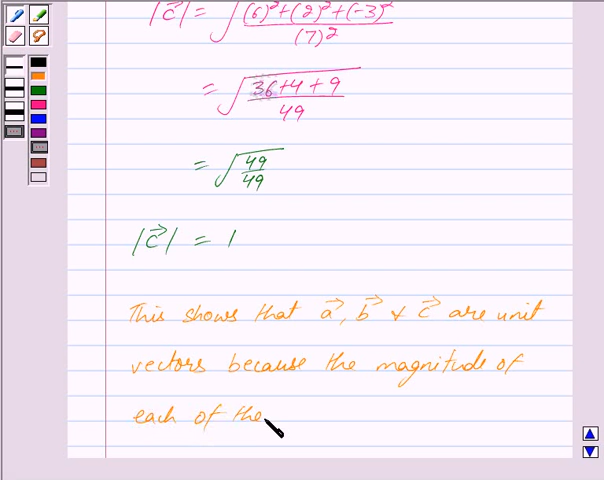 |c⃗| = √((6)²+(2)²+(-3)²/(7)²)
= √(36+4+9/49)
= √(49/49)
|c⃗| = 1
This shows that a⃗, b⃗ & c⃗ are unit
vectors because the magnitude of
each of the